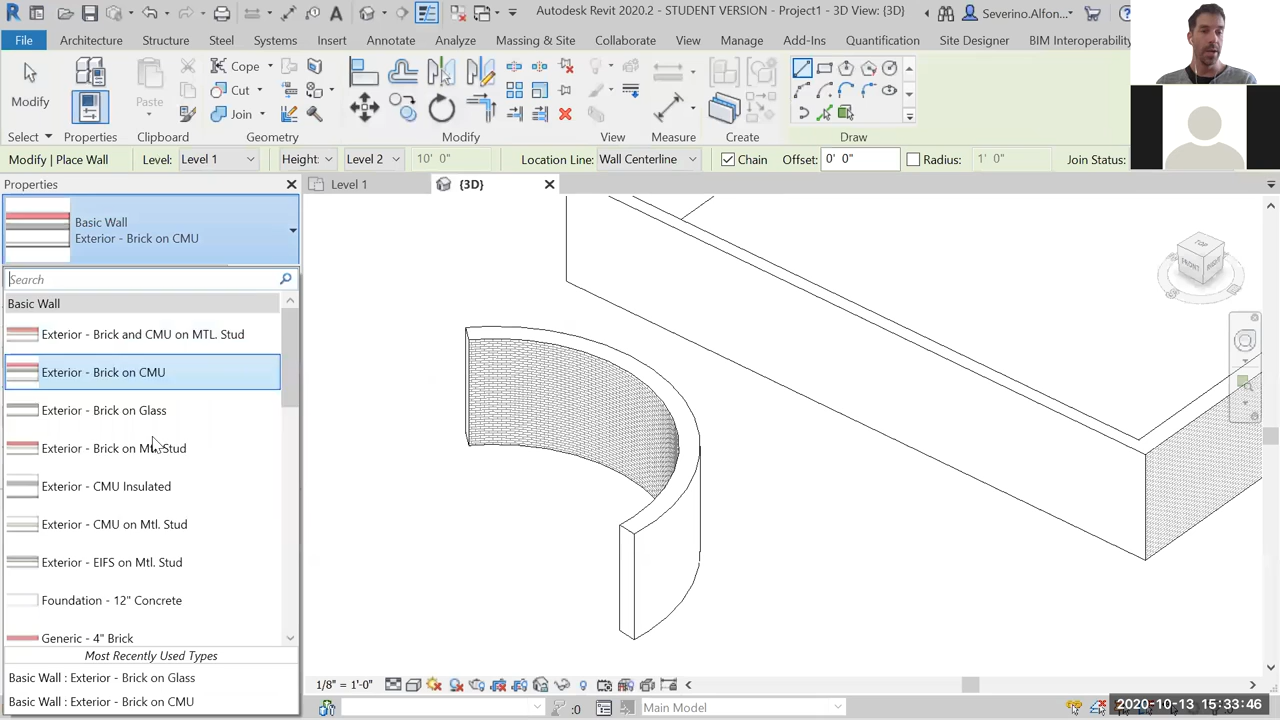 Autodesk Revit 2020.2 - STUDENT VERSION - Project1 - 3D View: {3D}
Severino.Alfon...
File Architecture Structure Steel Systems Insert Annotate Analyze Massing & Site Collaborate View Manage Add-Ins Quantification Site Designer BIM Interoperability
Modify Paste Cope Cut Join
Select Properties Clipboard Geometry Modify View Measure Create Draw
Modify | Place Wall Level: Level 1 Height: Level 2 10' 0" Location Line: Wall Centerline Chain Offset: 0' 0" Radius: 1' 0" Join Status:
Properties Level 1 {3D}
Basic Wall
Exterior - Brick on CMU
Search
Basic Wall
Exterior - Brick and CMU on MTL. Stud
Exterior - Brick on CMU
Exterior - Brick on Glass
Exterior - Brick on Mtl. Stud
Exterior - CMU Insulated
Exterior - CMU on Mtl. Stud
Exterior - EIFS on Mtl. Stud
Foundation - 12" Concrete
Generic - 4" Brick
Most Recently Used Types
Basic Wall : Exterior - Brick on Glass
Basic Wall : Exterior - Brick on CMU
TOP
FRONT RIGHT
1/8" = 1'-0"
:0 Main Model
2020-10-13 15:33:46